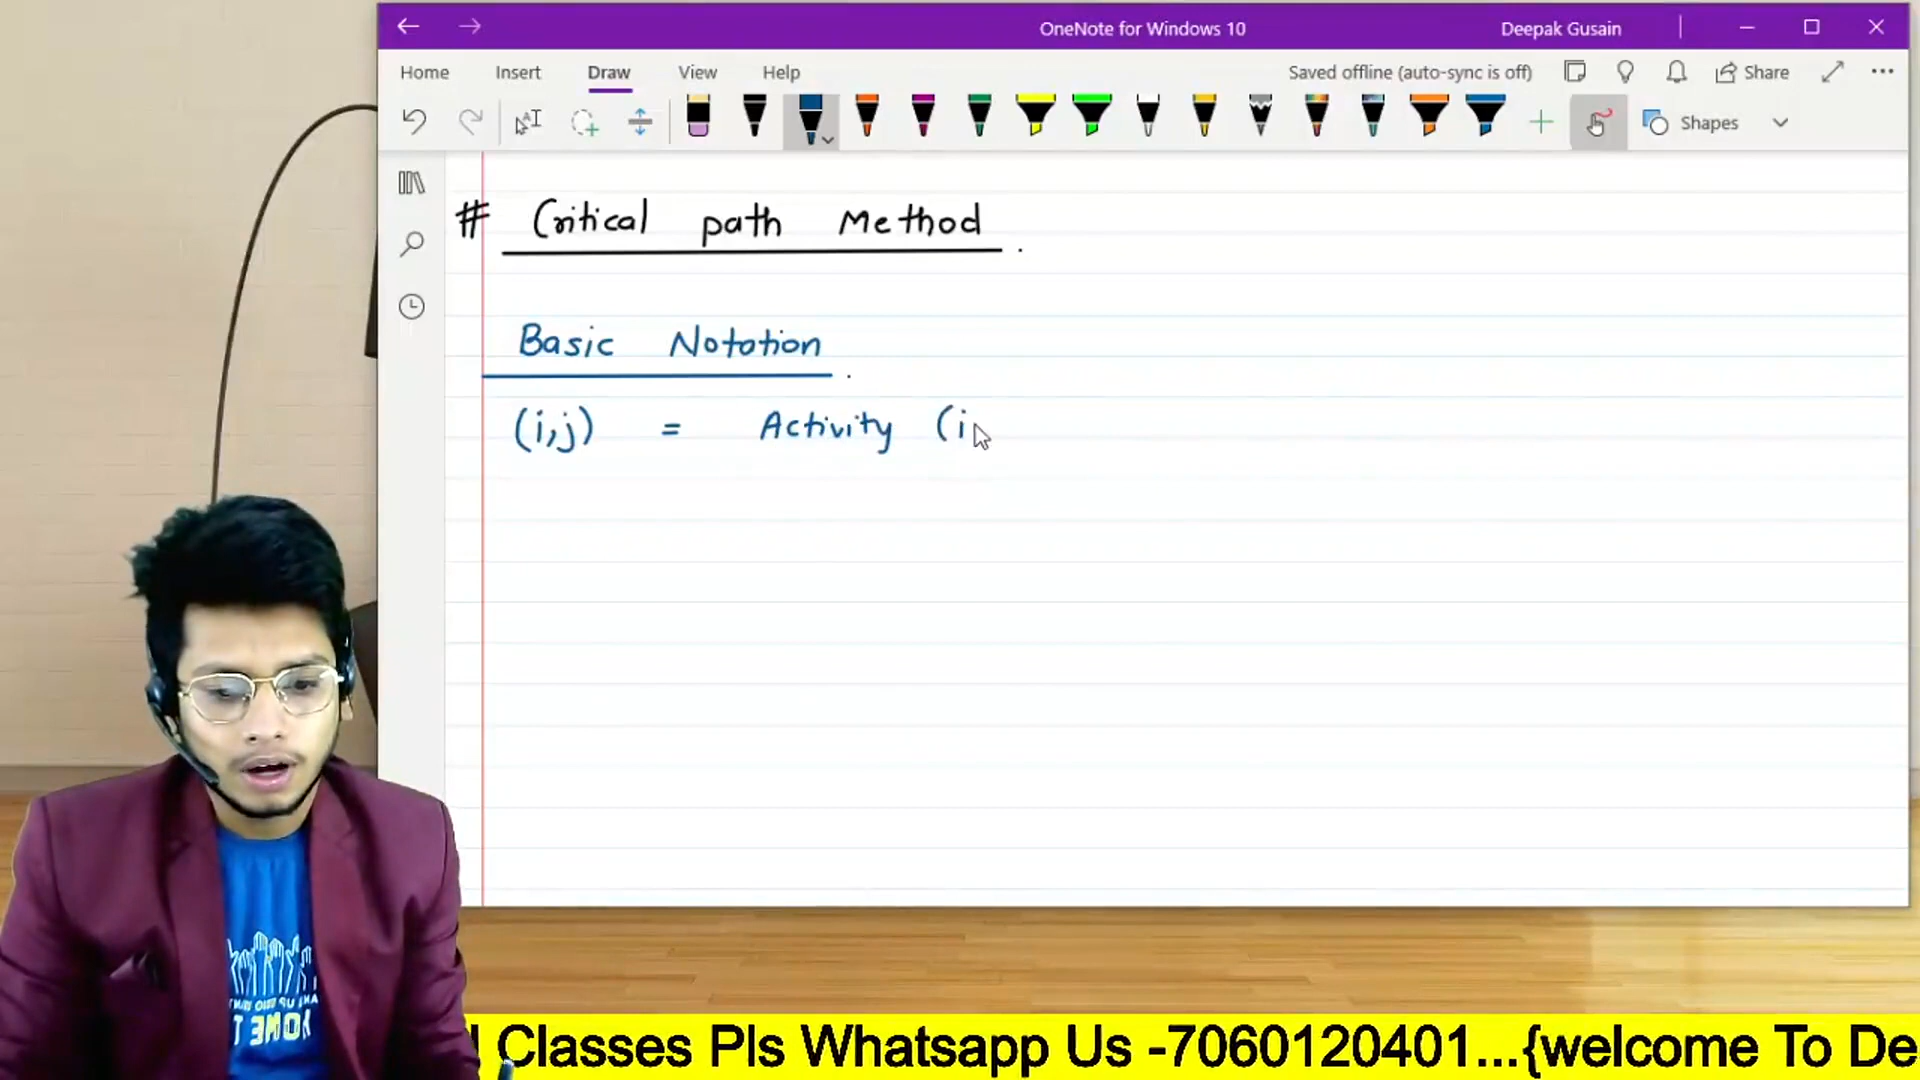 OneNote for Windows 10 Deepak Gusain
Home Insert Draw View Help Saved offline (auto-sync is off) Share
Shapes
# Critical path Method .
Basic Notation .
(i,j) = Activity (i
HOME T
Classes Pls Whatsapp Us -7060120401...{welcome To De